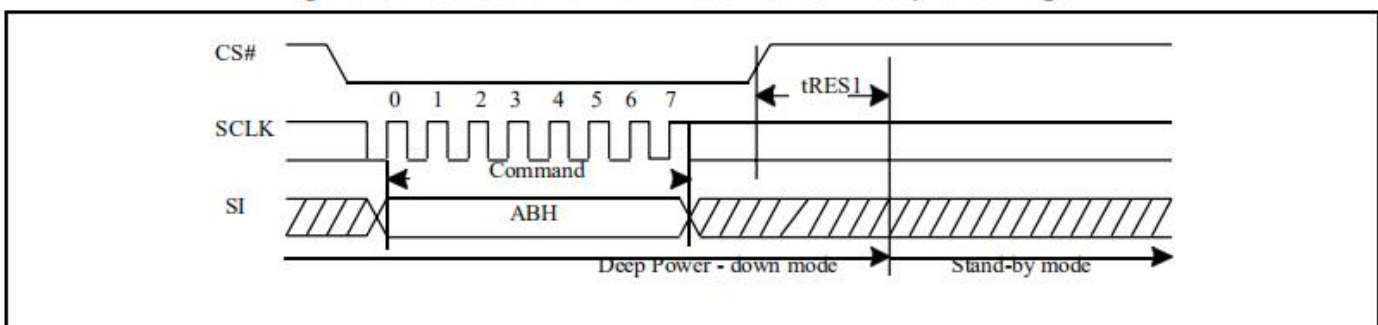 CS#
tRES1
0 1 2 3 4 5 6 7
SCLK
Command
SI
ABH
Deep Power - down mode Stand-by mode